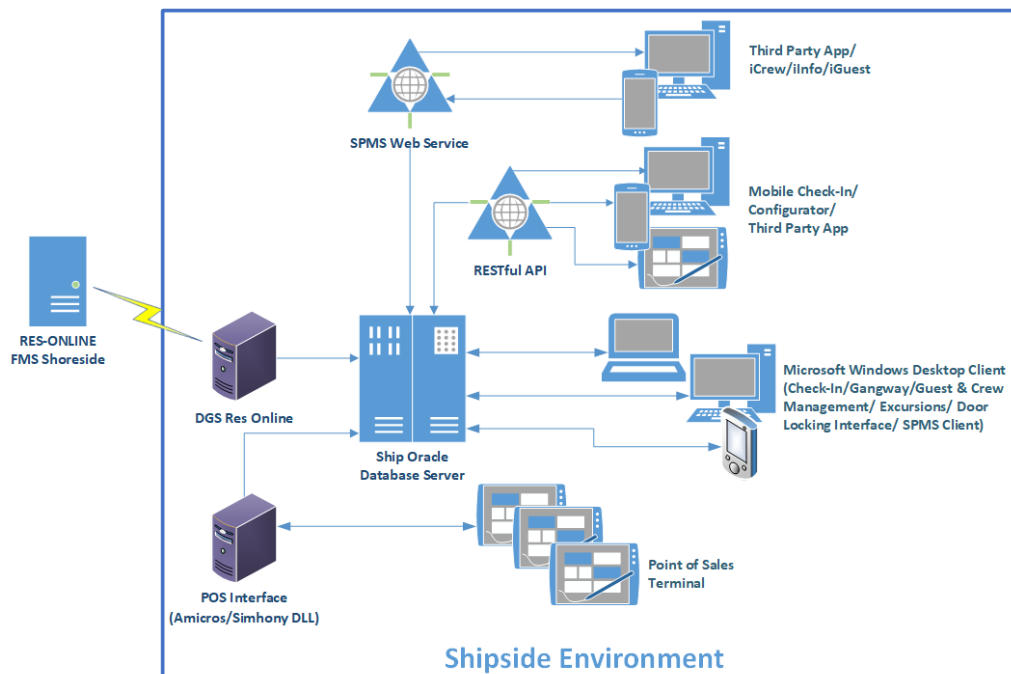 Third Party App/
iCrew/iInfo/iGuest
SPMS Web Service
Mobile Check-In/
Configurator/
Third Party App
RESTful API
RES-ONLINE
FMS Shoreside
DGS Res Online
Microsoft Windows Desktop Client
(Check-In/Gangway/Guest & Crew
Management/ Excursions/ Door
Locking Interface/ SPMS Client)
Ship Oracle
Database Server
Point of Sales
Terminal
POS Interface
(Amicros/Simhony DLL)
Shipside Environment